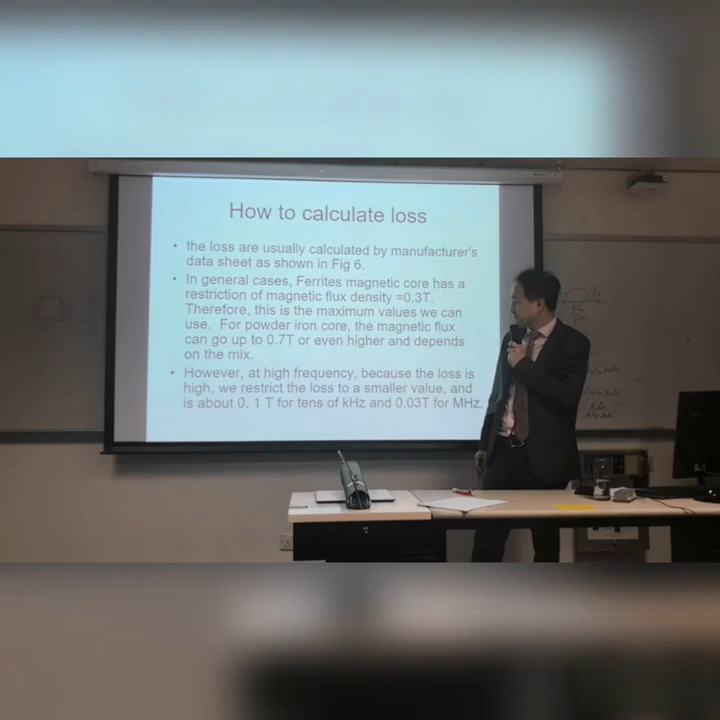 How to calculate loss
• the loss are usually calculated by manufacturer's
data sheet as shown in Fig 6.
• In general cases, Ferrites magnetic core has a
restriction of magnetic flux density =0.3T.
Therefore, this is the maximum values we can
use. For powder iron core, the magnetic flux
can go up to 0.7T or even higher and depends
on the mix.
• However, at high frequency, because the loss is
high, we restrict the loss to a smaller value, and
is about 0. 1 T for tens of kHz and 0.03T for MHz.